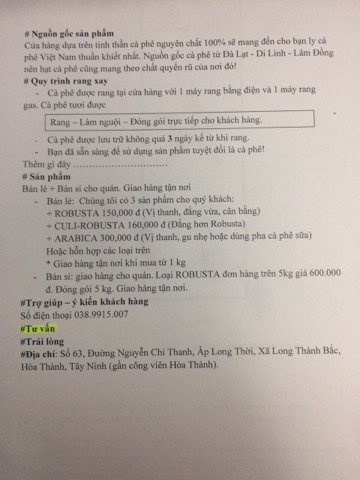 # Nguồn gốc sản phẩm
Cửa hàng dựa trên tinh thần cà phê nguyên chất 100% sẽ mang đến cho bạn ly cà
phê Việt Nam thuần khiết nhất. Nguồn gốc cà phê từ Đà Lạt - Di Linh - Lâm Đồng
nên hạt cà phê cũng mang theo chất quyến rũ của nơi đó!
# Quy trình rang xay
- Cà phê được rang tại cửa hàng với 1 máy rang bằng điện và 1 máy rang
gas. Cà phê tươi được
Rang – Làm nguội – Đóng gói trực tiếp cho khách hàng.
- Cà phê được lưu trữ không quá 3 ngày kể từ khi rang.
- Bạn đã sẵn sàng để sử dụng sản phẩm tuyệt đối là cà phê!
Thêm gì đây ……………………………
# Sản phẩm
Bán lẻ + Bán sỉ cho quán. Giao hàng tận nơi
- Bán lẻ: Chúng tôi có 3 sản phẩm cho quý khách:
+ ROBUSTA 150,000 đ (Vị thanh, đắng vừa, cân bằng)
+ CULI-ROBUSTA 160,000 đ (Đắng hơn Robusta)
+ ARABICA 300,000 đ (Vị thanh, gu nhẹ hoặc dùng pha cà phê sữa)
Hoặc hỗn hợp các loại trên
* Giao hàng tận nơi khi mua từ 1 kg
- Bán sỉ: giao hàng cho quán. Loại ROBUSTA đơn hàng trên 5kg giá 600.000
đ. Đóng gói 5 kg. Giao hàng tận nơi.
#Trợ giúp – ý kiến khách hàng
Số điện thoại 038.9915.007
#Tư vấn
#Trải lòng
#Địa chỉ: Số 63, Đường Nguyễn Chí Thanh, Ấp Long Thời, Xã Long Thành Bắc,
Hòa Thành, Tây Ninh (gần công viên Hòa Thành).